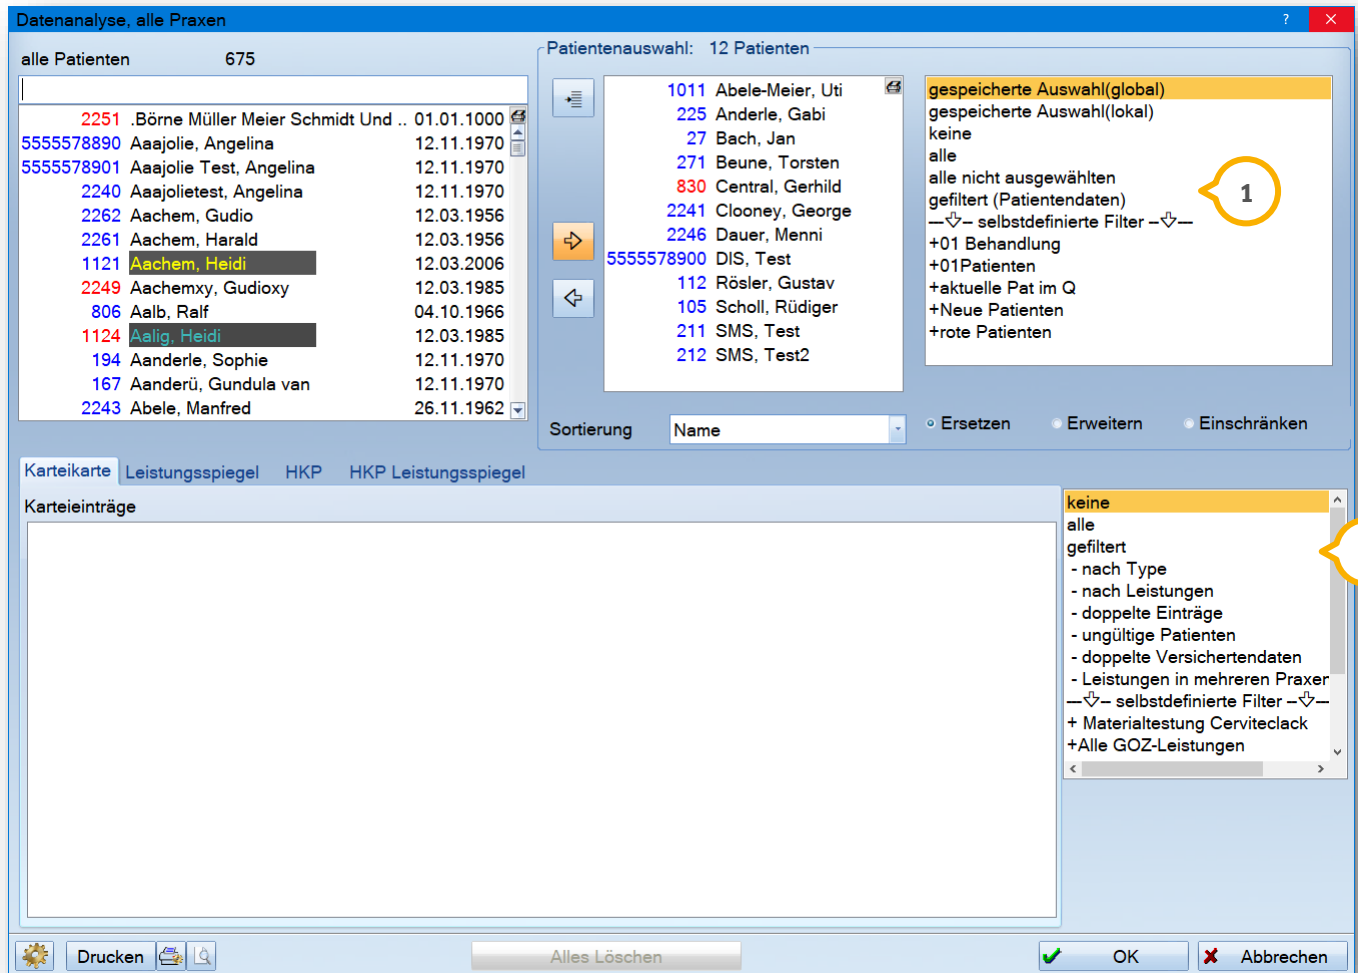 Datenanalyse, alle Praxen
alle Patienten 675
2251 .Börne Müller Meier Schmidt Und .. 01.01.1000
5555578890 Aaajolie, Angelina 12.11.1970
5555578901 Aaajolie Test, Angelina 12.11.1970
2240 Aaajolietest, Angelina 12.11.1970
2262 Aachem, Gudio 12.03.1956
2261 Aachem, Harald 12.03.1956
1121 Aachem, Heidi 12.03.2006
2249 Aachemxy, Gudioxy 12.03.1985
806 Aalb, Ralf 04.10.1966
1124 Aalig, Heidi 12.03.1985
194 Aanderle, Sophie 12.11.1970
167 Aanderü, Gundula van 12.11.1970
2243 Abele, Manfred 26.11.1962
Patientenauswahl: 12 Patienten
1011 Abele-Meier, Uti
225 Anderle, Gabi
27 Bach, Jan
271 Beune, Torsten
830 Central, Gerhild
2241 Clooney, George
2246 Dauer, Menni
5555578900 DIS, Test
112 Rösler, Gustav
105 Scholl, Rüdiger
211 SMS, Test
212 SMS, Test2
gespeicherte Auswahl(global)
gespeicherte Auswahl(lokal)
keine
alle
alle nicht ausgewählten
gefiltert (Patientendaten)
selbstdefinierte Filter
+01 Behandlung
+01Patienten
+aktuelle Pat im Q
+Neue Patienten
+rote Patienten
1
Sortierung Name
Ersetzen Erweitern Einschränken
Karteikarte Leistungsspiegel HKP HKP Leistungsspiegel
Karteieinträge
keine
alle
gefiltert
- nach Type
- nach Leistungen
- doppelte Einträge
- ungültige Patienten
- doppelte Versichertendaten
- Leistungen in mehreren Praxen
selbstdefinierte Filter
+ Materialtestung Cerviteclack
+Alle GOZ-Leistungen
Drucken Alles Löschen OK Abbrechen